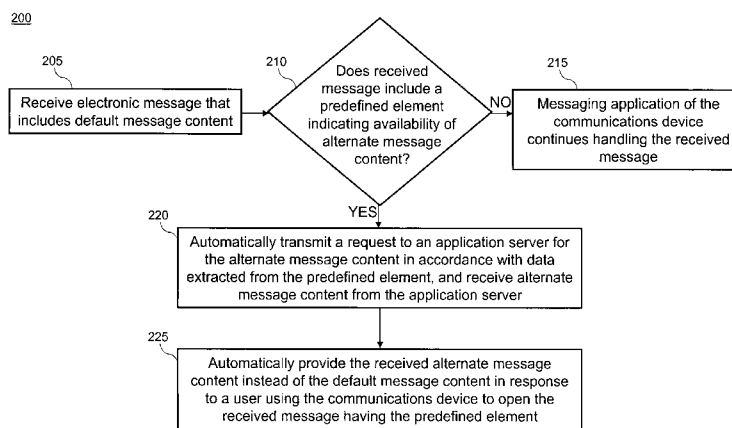 200
205
Receive electronic message that
includes default message content
210
Does received
message include a
predefined element
indicating availability of
alternate message
content?
NO
215
Messaging application of the
communications device
continues handling the received
message
YES
220
Automatically transmit a request to an application server for
the alternate message content in accordance with data
extracted from the predefined element, and receive alternate
message content from the application server
225
Automatically provide the received alternate message
content instead of the default message content in response
to a user using the communications device to open the
received message having the predefined element